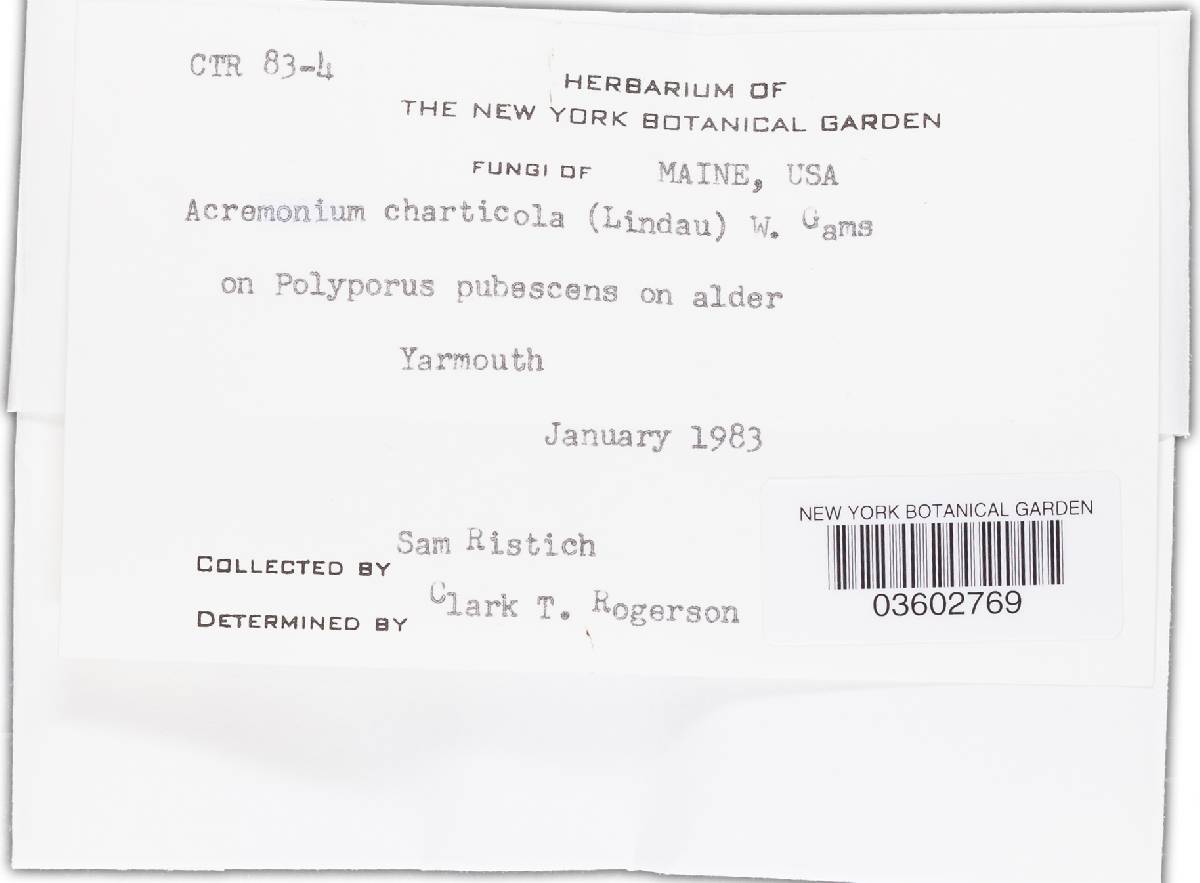 CTR 83-4
HERBARIUM OF
THE NEW YORK BOTANICAL GARDEN
FUNGI OF MAINE, USA
Acremonium charticola (Lindau) W. Gams
on Polyporus pubescens on alder
Yarmouth
January 1983
NEW YORK BOTANICAL GARDEN
03602769
COLLECTED BY Sam Ristich
DETERMINED BY Clark T. Rogerson